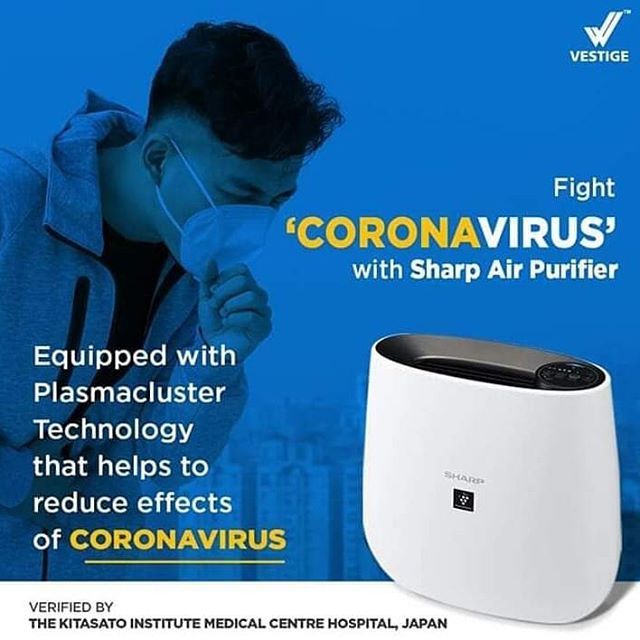 VESTIGE™
Fight
‘CORONAVIRUS’
with Sharp Air Purifier
Equipped with
Plasmacluster
Technology
that helps to
reduce effects
of CORONAVIRUS
SHARP
VERIFIED BY
THE KITASATO INSTITUTE MEDICAL CENTRE HOSPITAL, JAPAN